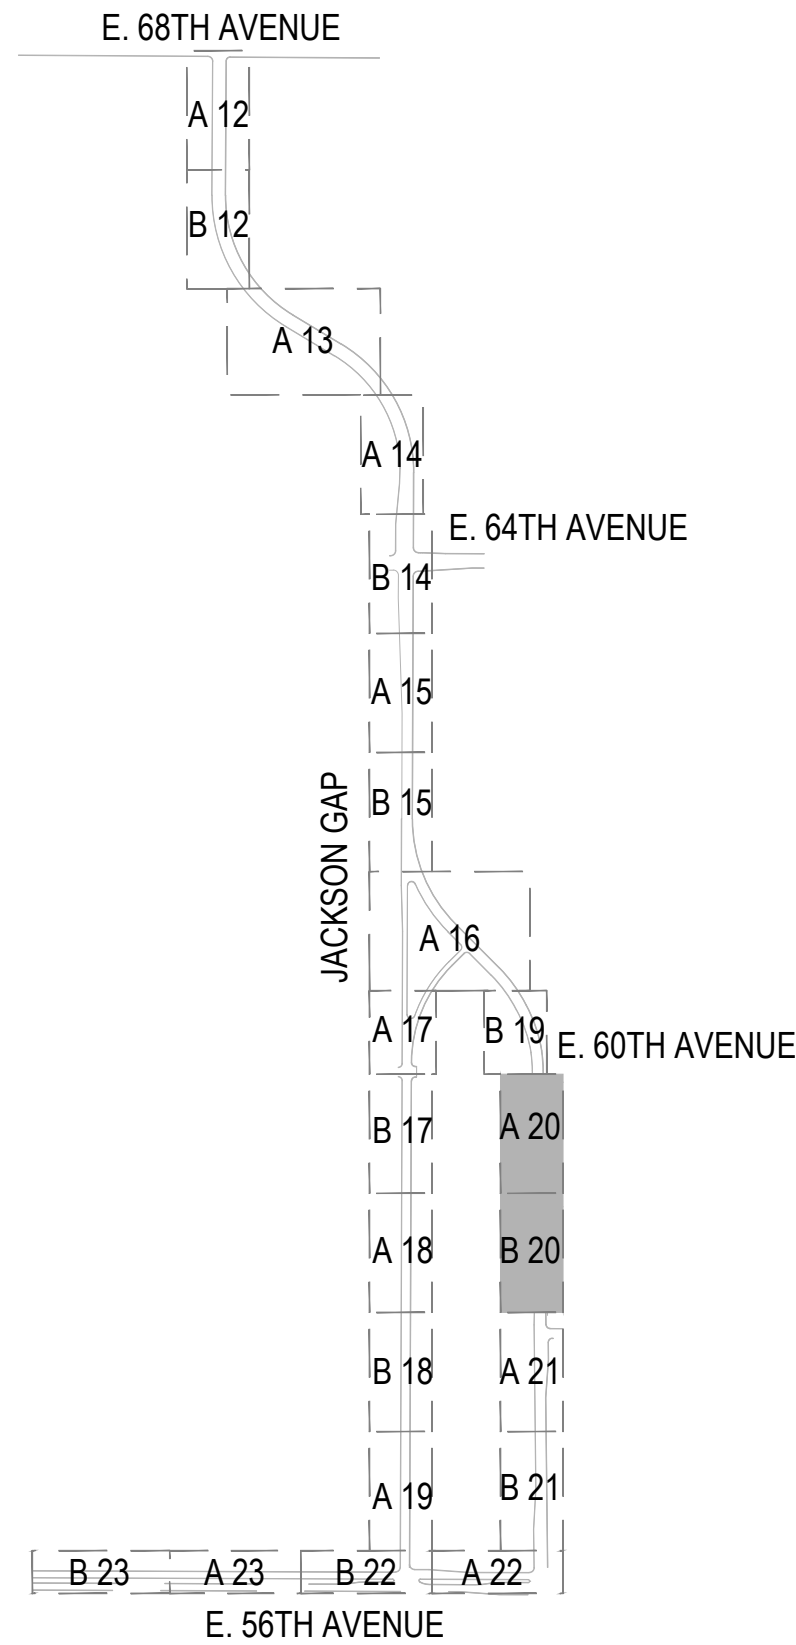 E. 68TH AVENUE
A 12
B 12
A 13
A 14
E. 64TH AVENUE
B 14
A 15
JACKSON GAP
B 15
A 16
A 17
B 19
E. 60TH AVENUE
B 17
A 20
A 18
B 20
B 18
A 21
A 19
B 21
B 23
A 23
B 22
A 22
E. 56TH AVENUE